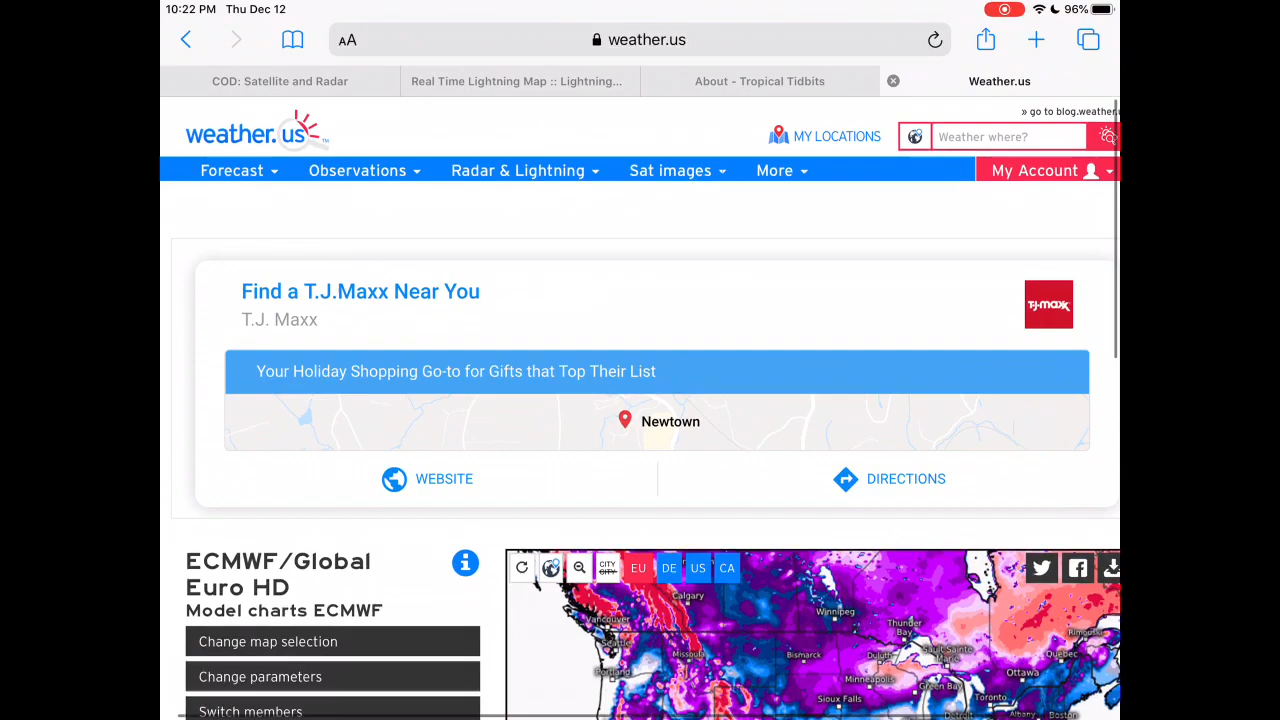 10:22 PM Thu Dec 12
96%
AA
weather.us
COD: Satellite and Radar
Real Time Lightning Map :: Lightning...
About - Tropical Tidbits
Weather.us
» go to blog.weather.u
weather.us™
MY LOCATIONS
Weather where?
Forecast
Observations
Radar & Lightning
Sat images
More
My Account
Find a T.J.Maxx Near You
T.J. Maxx
T·J·maxx
Your Holiday Shopping Go-to for Gifts that Top Their List
Newtown
WEBSITE
DIRECTIONS
ECMWF/Global
Euro HD
Model charts ECMWF
Change map selection
Change parameters
Switch members
CITY
CITY
EU
DE
US
CA
Calgary
Vancouver
Winnipeg
Seattle
Thunder
Bay
Rimouski
Missoula
Bismarck
Duluth
Sault Sainte
Marie
Quebec
Portland
Minneapolis
Ottawa
Green Bay
Sioux Falls
Toronto
Detroit
Albany
Boston